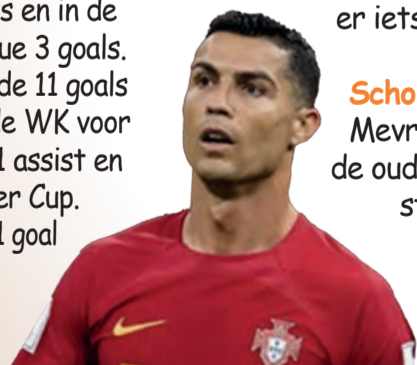 s en in de
ue 3 goals.
de 11 goals
e WK voor
1 assist en
er Cup.
1 goal
er iets
Scho
Mevr
de oud
st